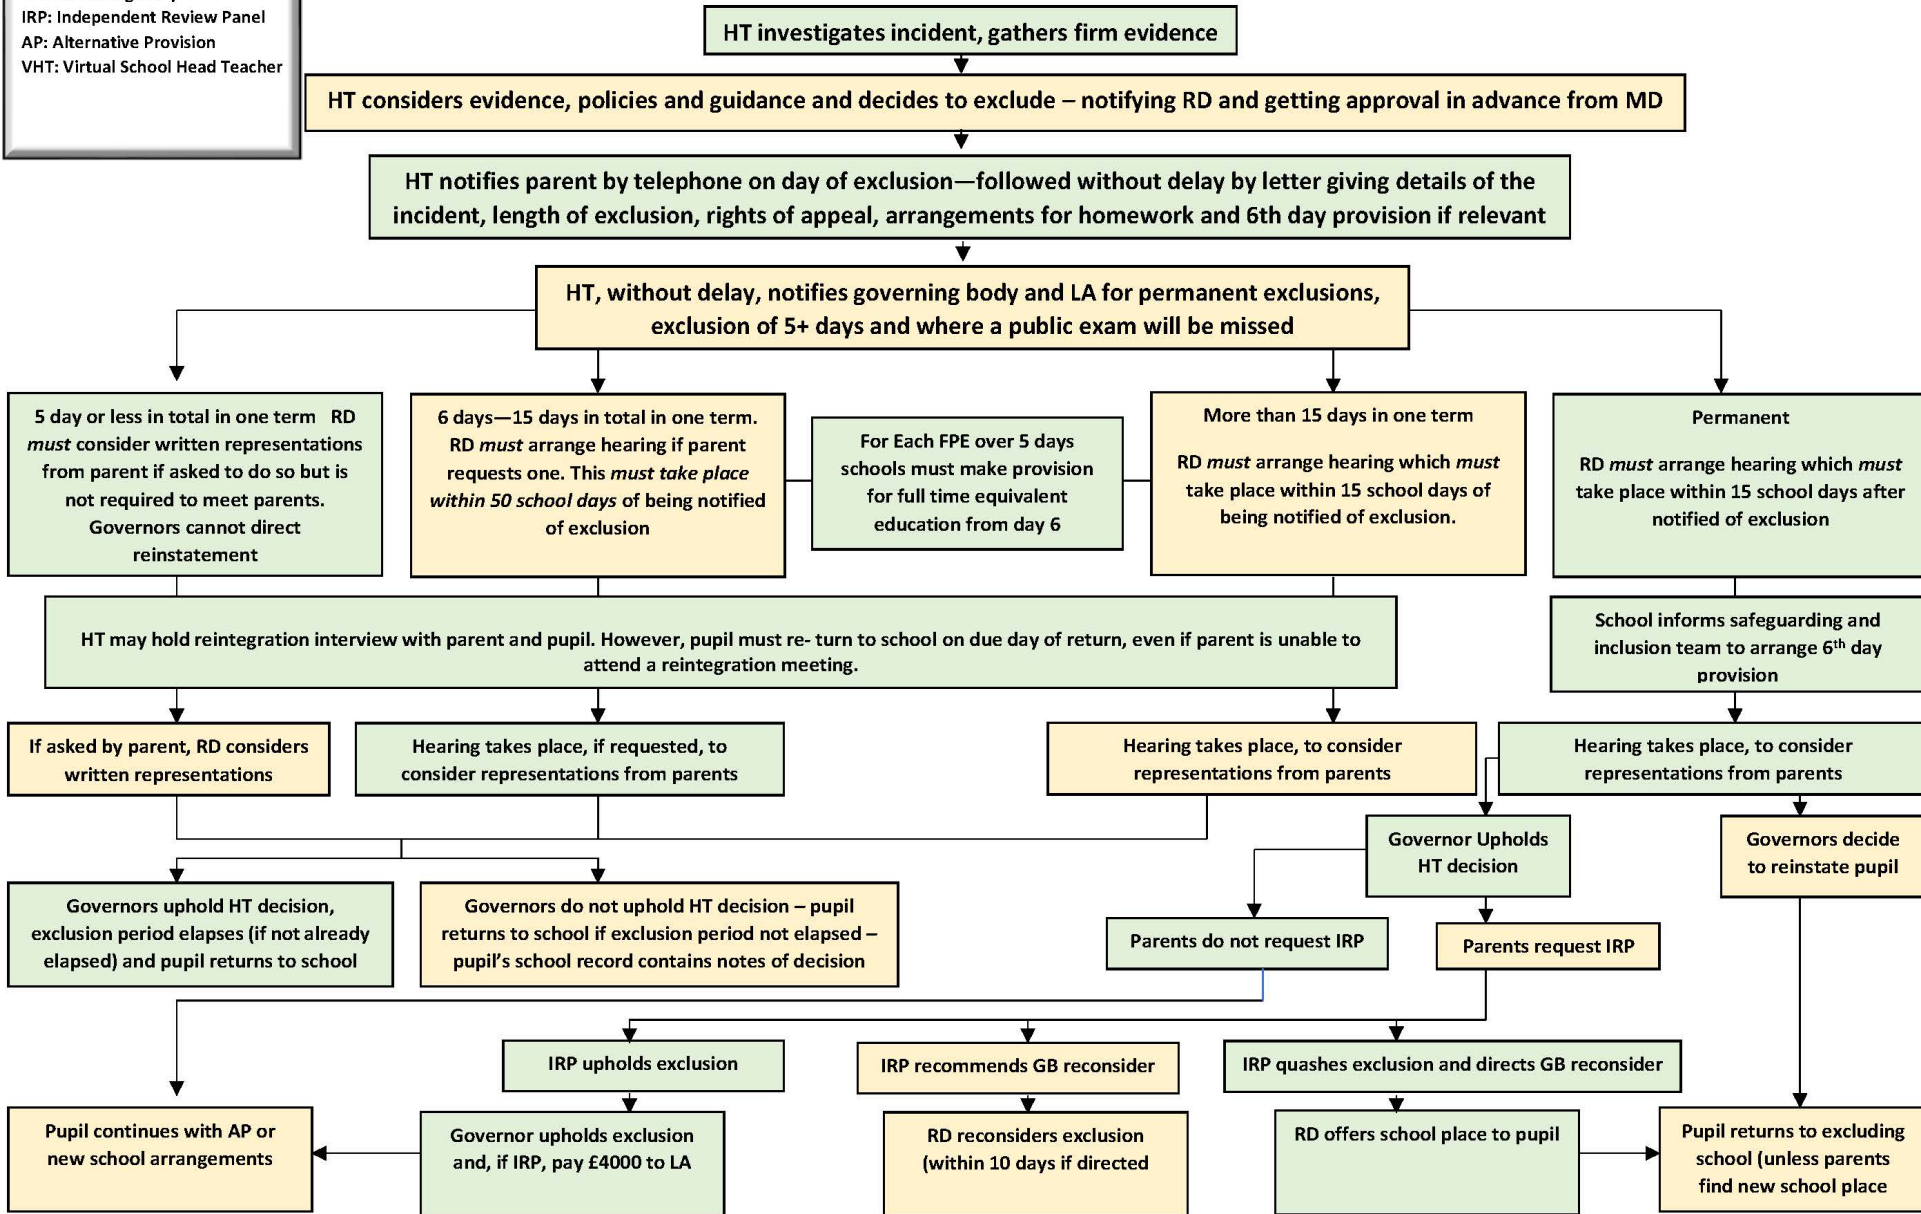 IRP: Independent Review Panel
AP: Alternative Provision
VHT: Virtual School Head Teacher
HT investigates incident, gathers firm evidence
HT considers evidence, policies and guidance and decides to exclude – notifying RD and getting approval in advance from MD
HT notifies parent by telephone on day of exclusion—followed without delay by letter giving details of the
incident, length of exclusion, rights of appeal, arrangements for homework and 6th day provision if relevant
HT, without delay, notifies governing body and LA for permanent exclusions,
exclusion of 5+ days and where a public exam will be missed
5 day or less in total in one term RD
must consider written representations
from parent if asked to do so but is
not required to meet parents.
Governors cannot direct
reinstatement
6 days—15 days in total in one term.
RD must arrange hearing if parent
requests one. This must take place
within 50 school days of being notified
of exclusion
For Each FPE over 5 days
schools must make provision
for full time equivalent
education from day 6
More than 15 days in one term
RD must arrange hearing which must
take place within 15 school days of
being notified of exclusion.
Permanent
RD must arrange hearing which must
take place within 15 school days after
notified of exclusion
HT may hold reintegration interview with parent and pupil. However, pupil must re- turn to school on due day of return, even if parent is unable to
attend a reintegration meeting.
School informs safeguarding and
inclusion team to arrange 6th day
provision
If asked by parent, RD considers
written representations
Hearing takes place, if requested, to
consider representations from parents
Hearing takes place, to consider
representations from parents
Hearing takes place, to consider
representations from parents
Governor Upholds
HT decision
Governors decide
to reinstate pupil
Governors uphold HT decision,
exclusion period elapses (if not already
elapsed) and pupil returns to school
Governors do not uphold HT decision – pupil
returns to school if exclusion period not elapsed –
pupil's school record contains notes of decision
Parents do not request IRP
Parents request IRP
IRP upholds exclusion
IRP recommends GB reconsider
IRP quashes exclusion and directs GB reconsider
Pupil continues with AP or
new school arrangements
Governor upholds exclusion
and, if IRP, pay £4000 to LA
RD reconsiders exclusion
(within 10 days if directed
RD offers school place to pupil
Pupil returns to excluding
school (unless parents
find new school place